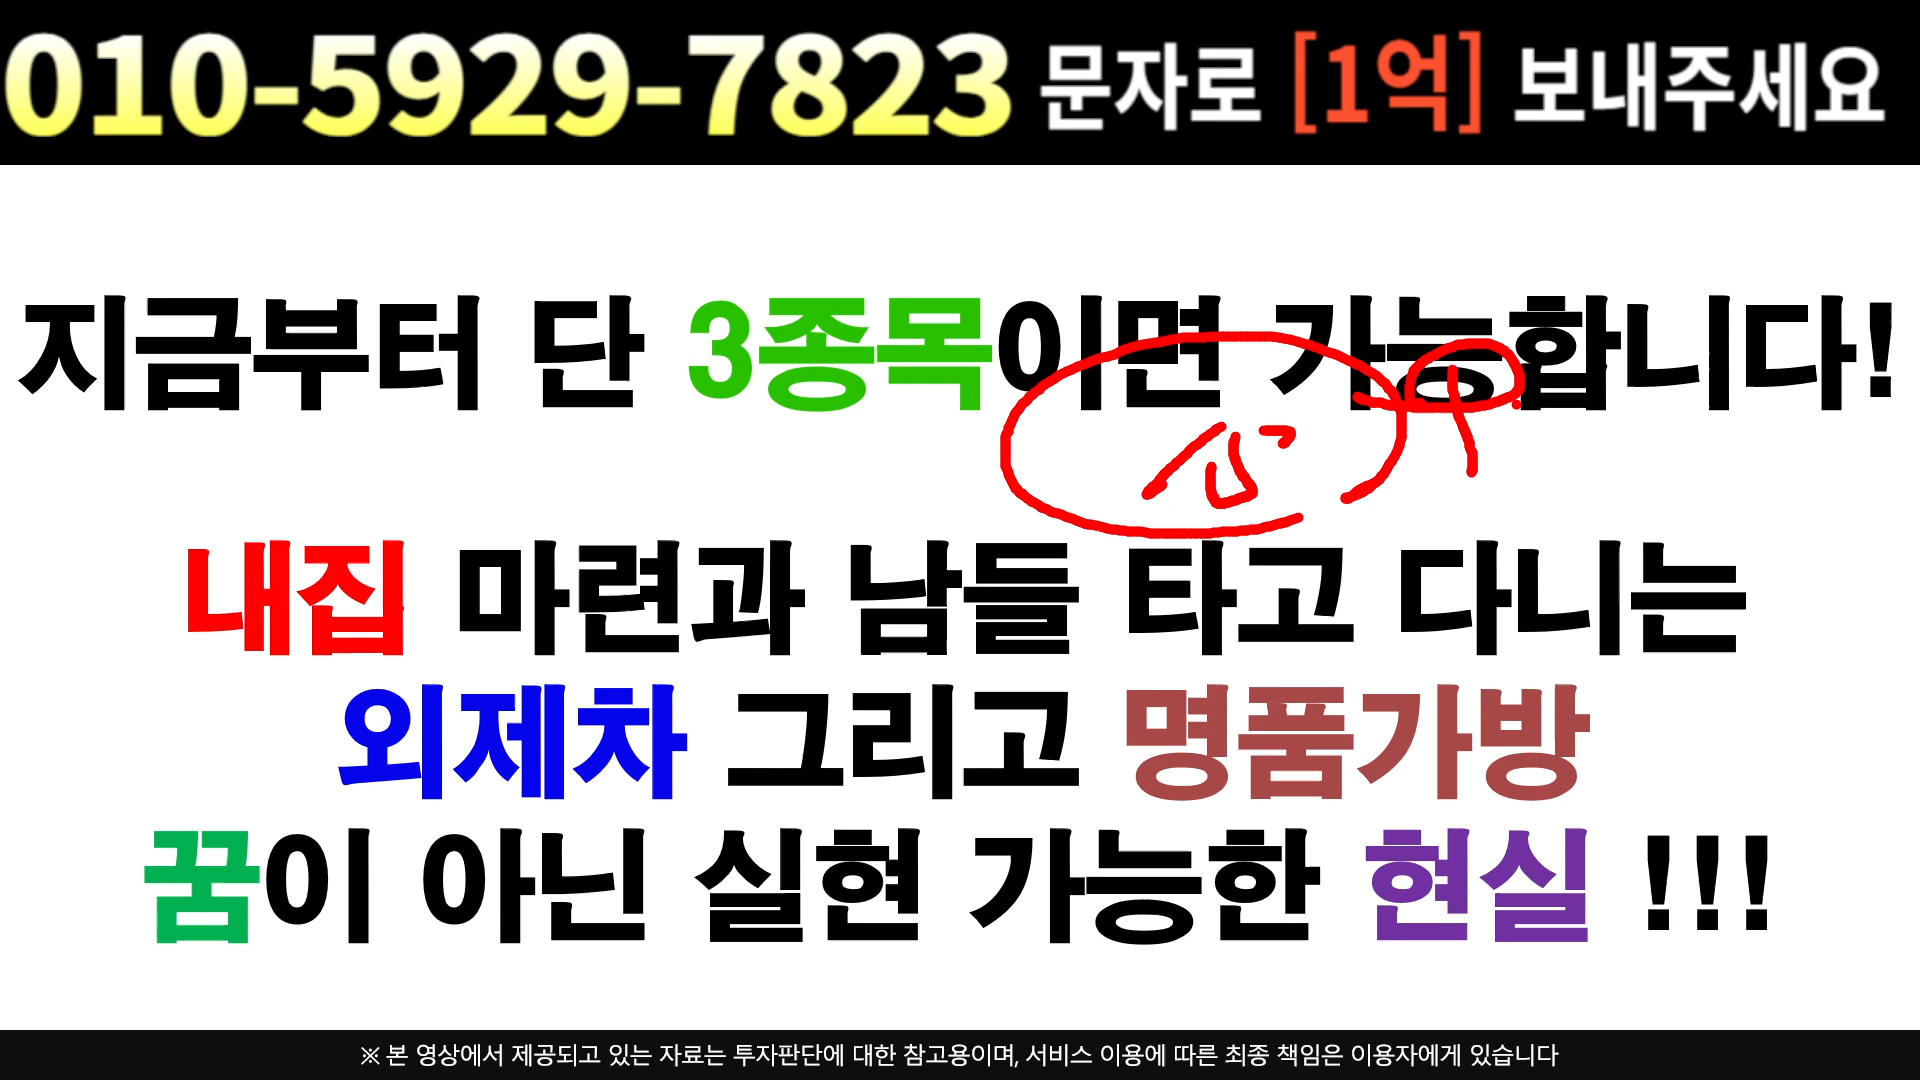 010-5929-7823 문자로 [1억] 보내주세요
지금부터 단 3종목이면 가능합니다!
내집 마련과 남들 타고 다니는
외제차 그리고 명품가방
꿈이 아닌 실현 가능한 현실 !!!
※ 본 영상에서 제공되고 있는 자료는 투자판단에 대한 참고용이며, 서비스 이용에 따른 최종 책임은 이용자에게 있습니다